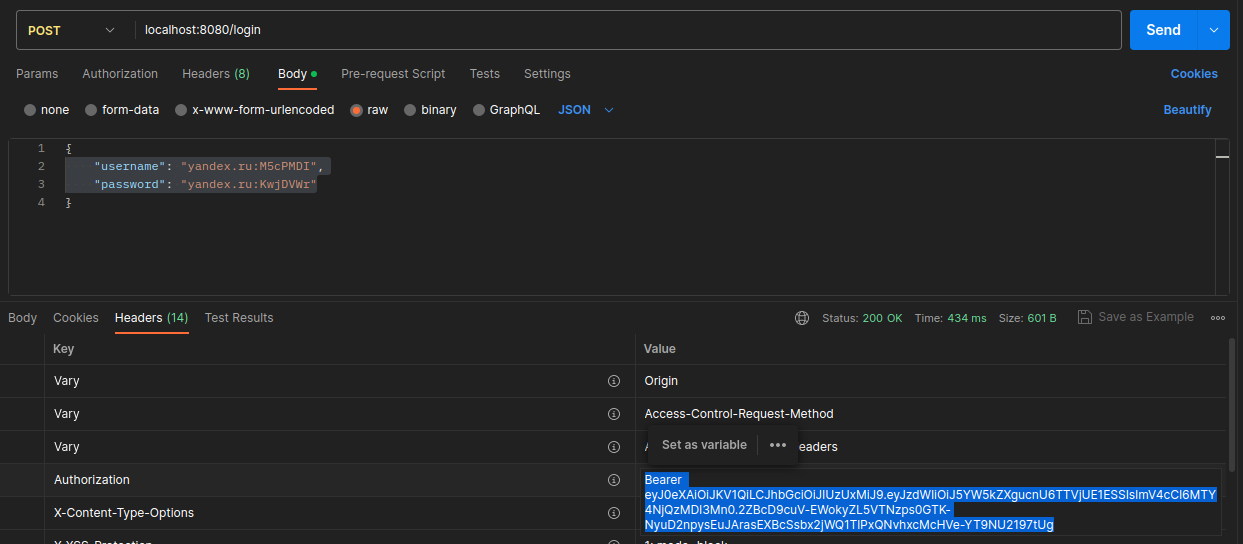 POST localhost:8080/login Send
Params Authorization Headers (8) Body Pre-request Script Tests Settings Cookies
none form-data x-www-form-urlencoded raw binary GraphQL JSON Beautify
1 {
2 "username": "yandex.ru:M5cPMDI",
3 "password": "yandex.ru:KwjDVWr"
4 }
Body Cookies Headers (14) Test Results Status: 200 OK Time: 434 ms Size: 601 B Save as Example
Key Value
Vary Origin
Vary Access-Control-Request-Method
Set as variable
Vary eaders
Authorization Bearer
eyJ0eXAiOiJKV1QiLCJhbGciOiJIUzUxMiJ9.eyJzdWIiOiJ5YW5kZXgucnU6TTVjUE1ESSIsImV4cCI6MTY
4NjQzMDI3Mn0.2ZBcD9cuV-EWokyZL5VTNzps0GTK-
NyuD2npysEuJArasEXBcSsbx2jWQ1TlPxQNvhxcMcHVe-YT9NU2197tUg
X-Content-Type-Options